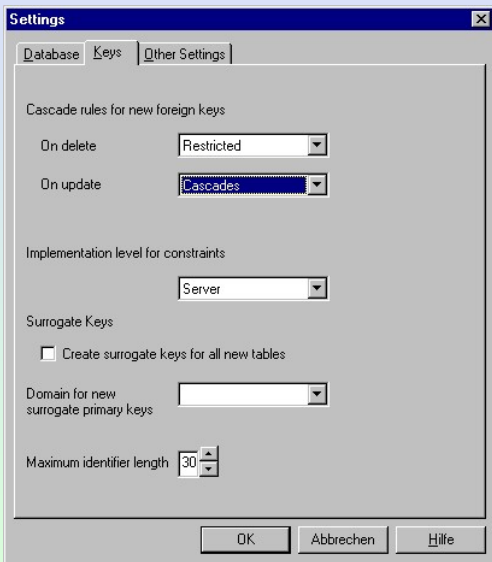 Settings
Database Keys Other Settings
Cascade rules for new foreign keys
On delete Restricted
On update Cascades
Implementation level for constraints
Server
Surrogate Keys
Create surrogate keys for all new tables
Domain for new
surrogate primary keys
Maximum identifier length 30
OK Abbrechen Hilfe